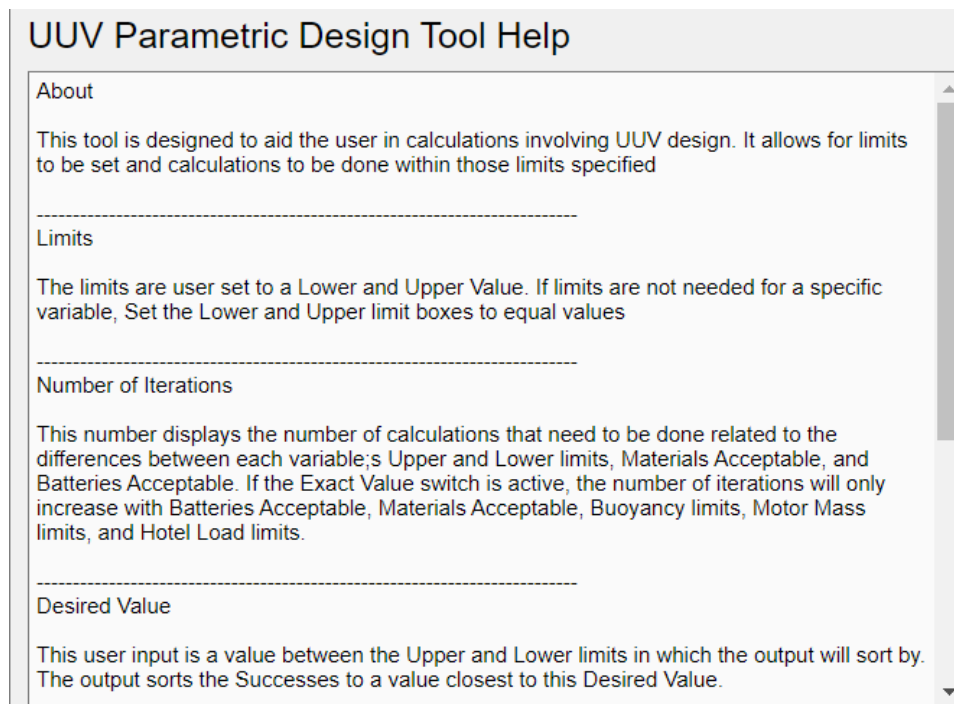 UUV Parametric Design Tool Help
About
This tool is designed to aid the user in calculations involving UUV design. It allows for limits
to be set and calculations to be done within those limits specified
---------------------------------------------------------------------------
Limits
The limits are user set to a Lower and Upper Value. If limits are not needed for a specific
variable, Set the Lower and Upper limit boxes to equal values
---------------------------------------------------------------------------
Number of Iterations
This number displays the number of calculations that need to be done related to the
differences between each variable;s Upper and Lower limits, Materials Acceptable, and
Batteries Acceptable. If the Exact Value switch is active, the number of iterations will only
increase with Batteries Acceptable, Materials Acceptable, Buoyancy limits, Motor Mass
limits, and Hotel Load limits.
---------------------------------------------------------------------------
Desired Value
This user input is a value between the Upper and Lower limits in which the output will sort by.
The output sorts the Successes to a value closest to this Desired Value.